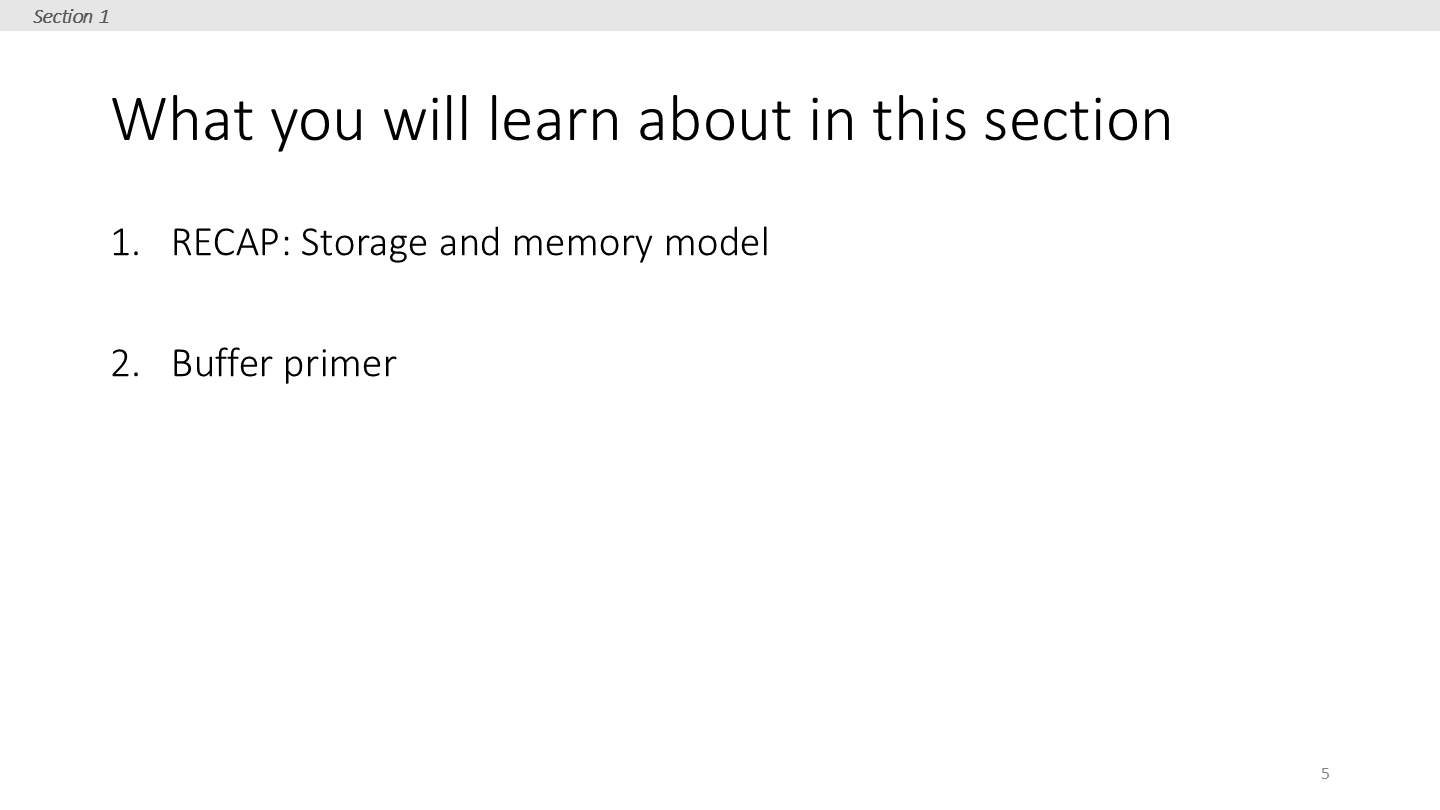 Section 1
What you will learn about in this section
1. RECAP: Storage and memory model
2. Buffer primer
5